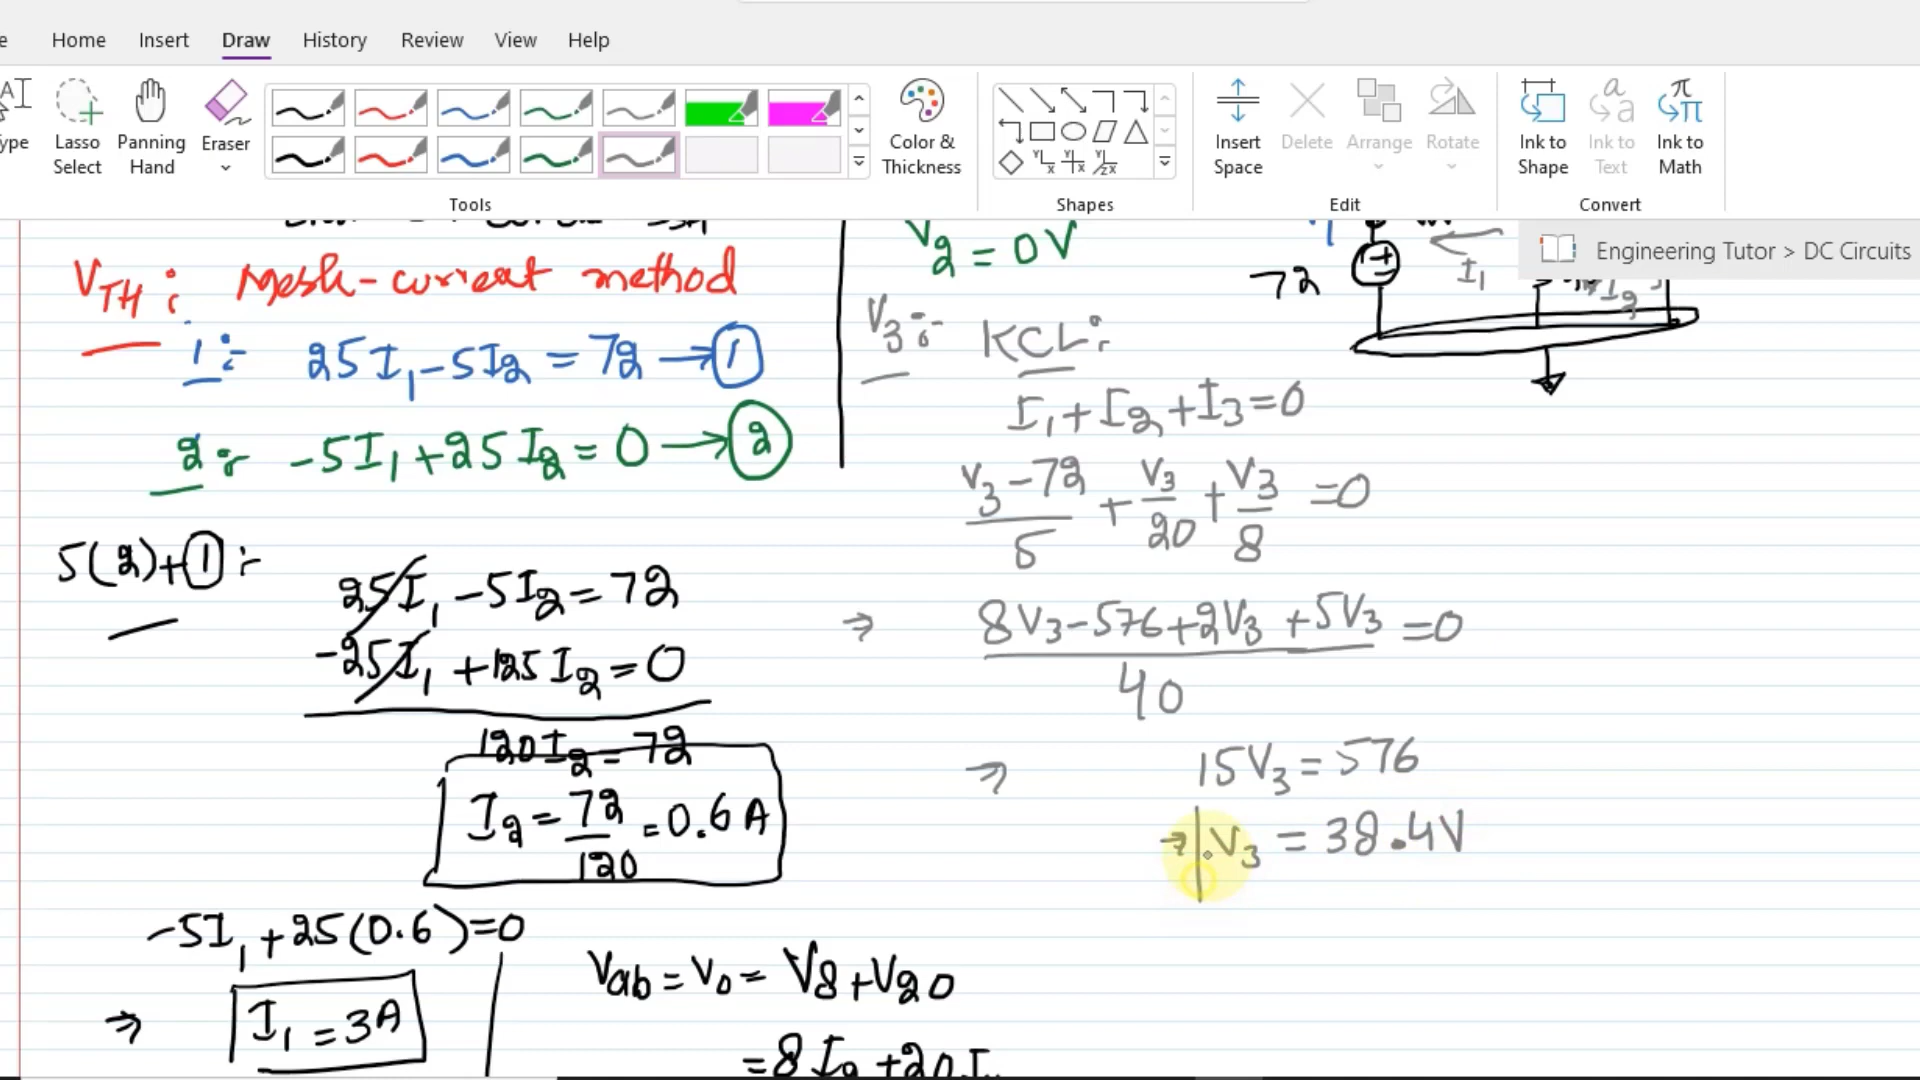 Home Insert Draw History Review View Help
Lasso Select
Panning Hand
Eraser
Color & Thickness
Insert Space
Delete
Arrange
Rotate
Ink to Shape
Ink to Text
Ink to Math
Tools
Shapes
Edit
Convert
Engineering Tutor > DC Circuits
V_TH: Mesh-current method
1:- 25I₁-5I₂ = 72 →①
2:- -5I₁+25I₂ = 0 →②
5(2)+①:-
25I₁ -5I₂ = 72
-25I₁ +125I₂ = 0
120I₂ = 72
I₂ = 72/120 = 0.6 A
-5I₁+25(0.6)=0
⇒ I₁ = 3A
Vab = V₀ = V8+V20
= 8I₂ +20I
V₂ = 0V
V₃:- KCL:
I₁+I₂+I₃=0
(V₃-72)/5 + V₃/20 + V₃/8 = 0
⇒ (8V₃-576+2V₃+5V₃)/40 = 0
⇒ 15V₃ = 576
→ V₃ = 38.4V
72
I₁
I₂